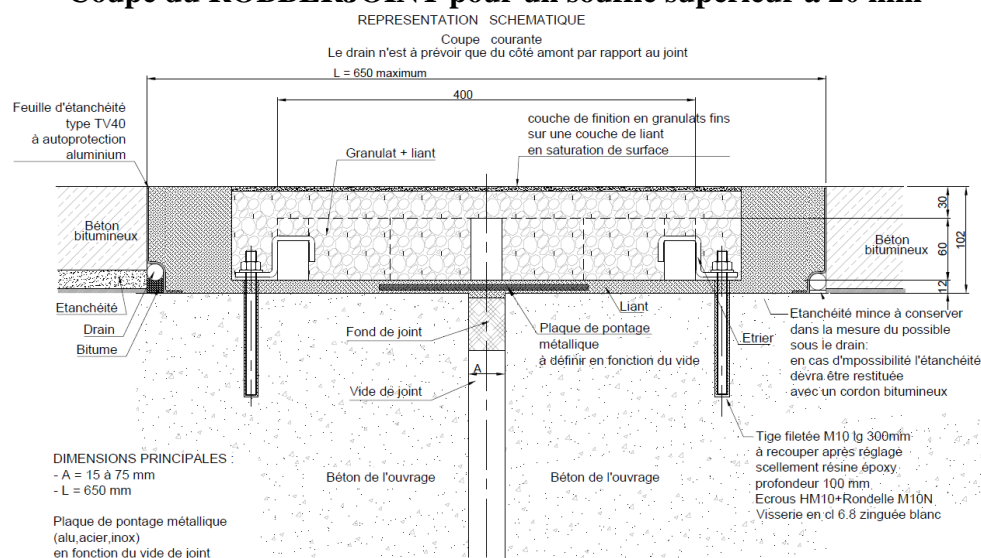 Coupe du ROBBERJOINT pour un souffle supérieur à 20 mm
REPRESENTATION SCHEMATIQUE
Coupe courante
Le drain n'est à prévoir que du côté amont par rapport au joint
L = 650 maximum
400
Feuille d'étanchéité
type TV40
à autoprotection
aluminium
Granulat + liant
couche de finition en granulats fins
sur une couche de liant
en saturation de surface
Béton
bitumineux
Béton
bitumineux
30
60
12
102
Etanchéité
Drain
Bitume
Fond de joint
A
Vide de joint
Plaque de pontage
métallique
à définir en fonction du vide
Liant
Etrier
Etanchéité mince à conserver
dans la mesure du possible
sous le drain:
en cas d'mpossibilité l'étanchéité
devra être restituée
avec un cordon bitumineux
Tige filetée M10 lg 300mm
à recouper après réglage
scellement résine époxy
profondeur 100 mm
Ecrous HM10+Rondelle M10N
Visserie en cl 6.8 zinguée blanc
DIMENSIONS PRINCIPALES :
- A = 15 à 75 mm
- L = 650 mm
Plaque de pontage métallique
(alu,acier,inox)
en fonction du vide de joint
Béton de l'ouvrage
Béton de l'ouvrage